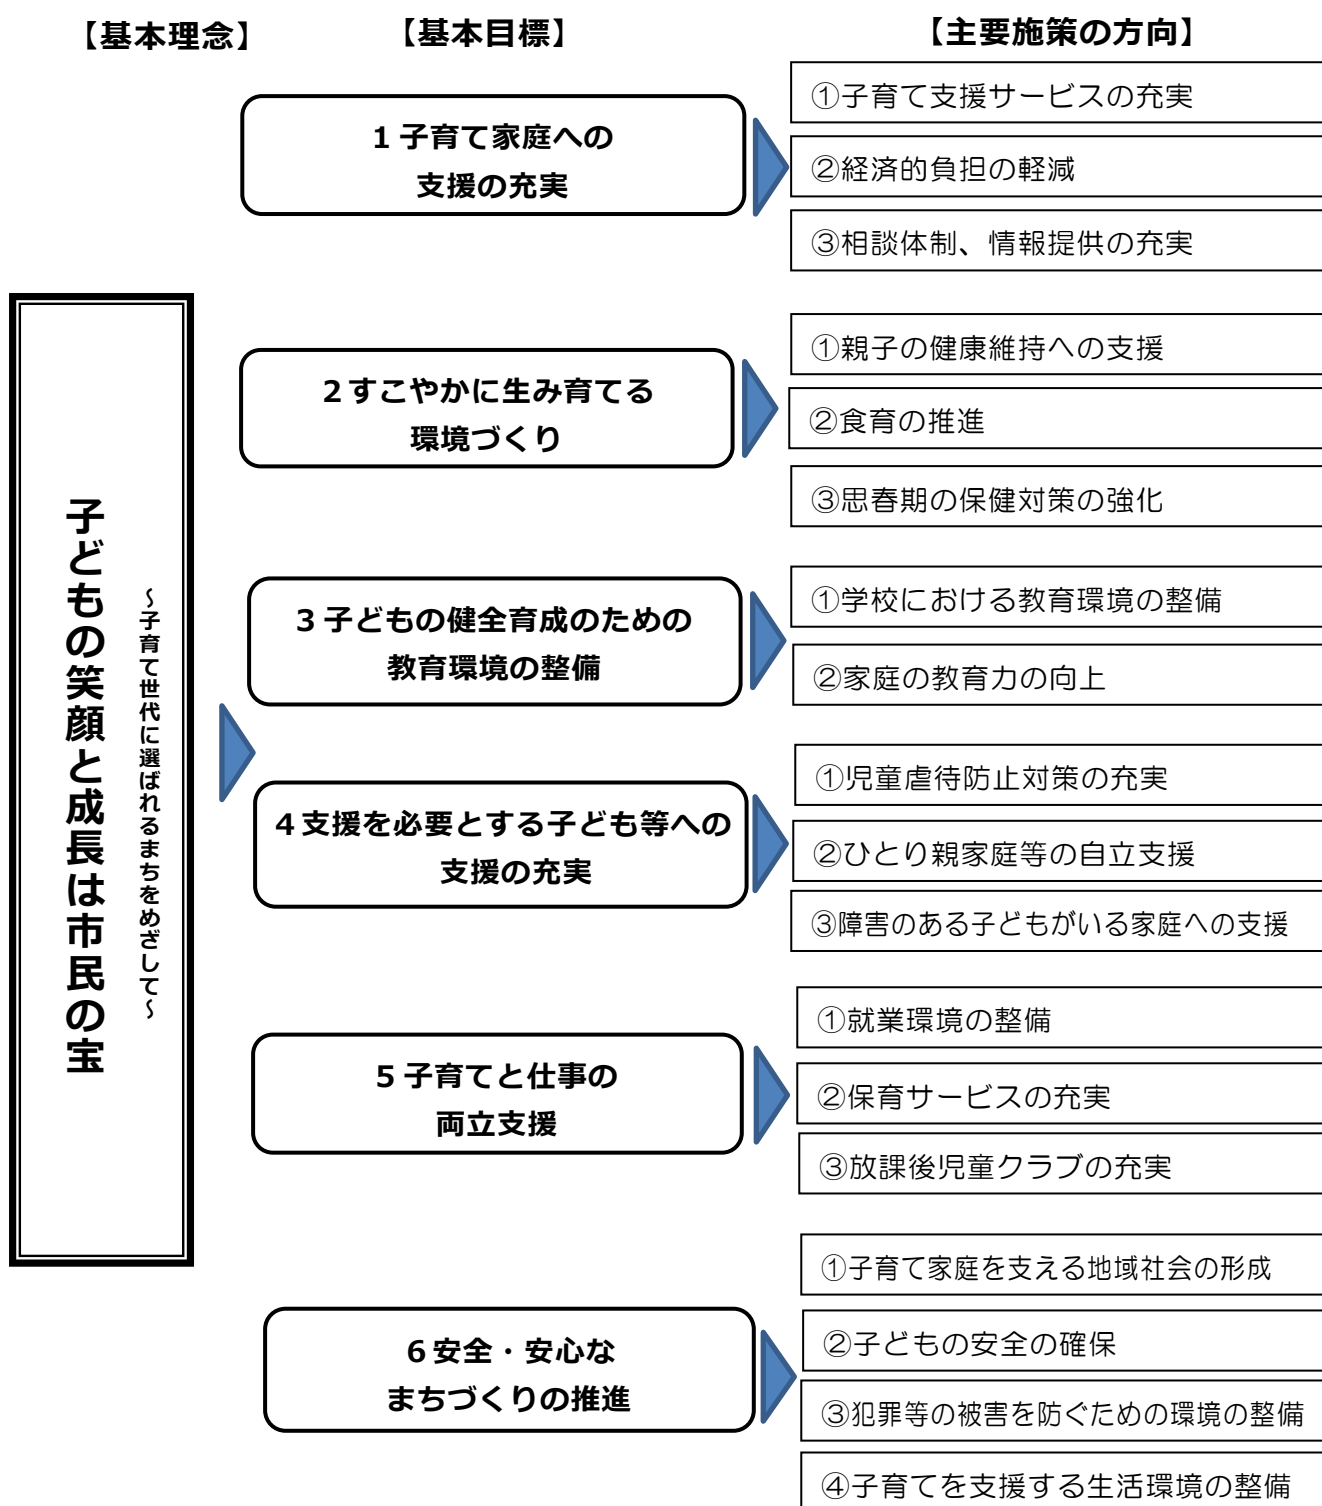 【基本理念】
【基本目標】
【主要施策の方向】
子どもの笑顔と成長は市民の宝
～子育て世代に選ばれるまちをめざして～
1子育て家庭への
支援の充実
①子育て支援サービスの充実
②経済的負担の軽減
③相談体制、情報提供の充実
2すこやかに生み育てる
環境づくり
①親子の健康維持への支援
②食育の推進
③思春期の保健対策の強化
3子どもの健全育成のための
教育環境の整備
①学校における教育環境の整備
②家庭の教育力の向上
4支援を必要とする子ども等への
支援の充実
①児童虐待防止対策の充実
②ひとり親家庭等の自立支援
③障害のある子どもがいる家庭への支援
5子育てと仕事の
両立支援
①就業環境の整備
②保育サービスの充実
③放課後児童クラブの充実
6安全・安心な
まちづくりの推進
①子育て家庭を支える地域社会の形成
②子どもの安全の確保
③犯罪等の被害を防ぐための環境の整備
④子育てを支援する生活環境の整備